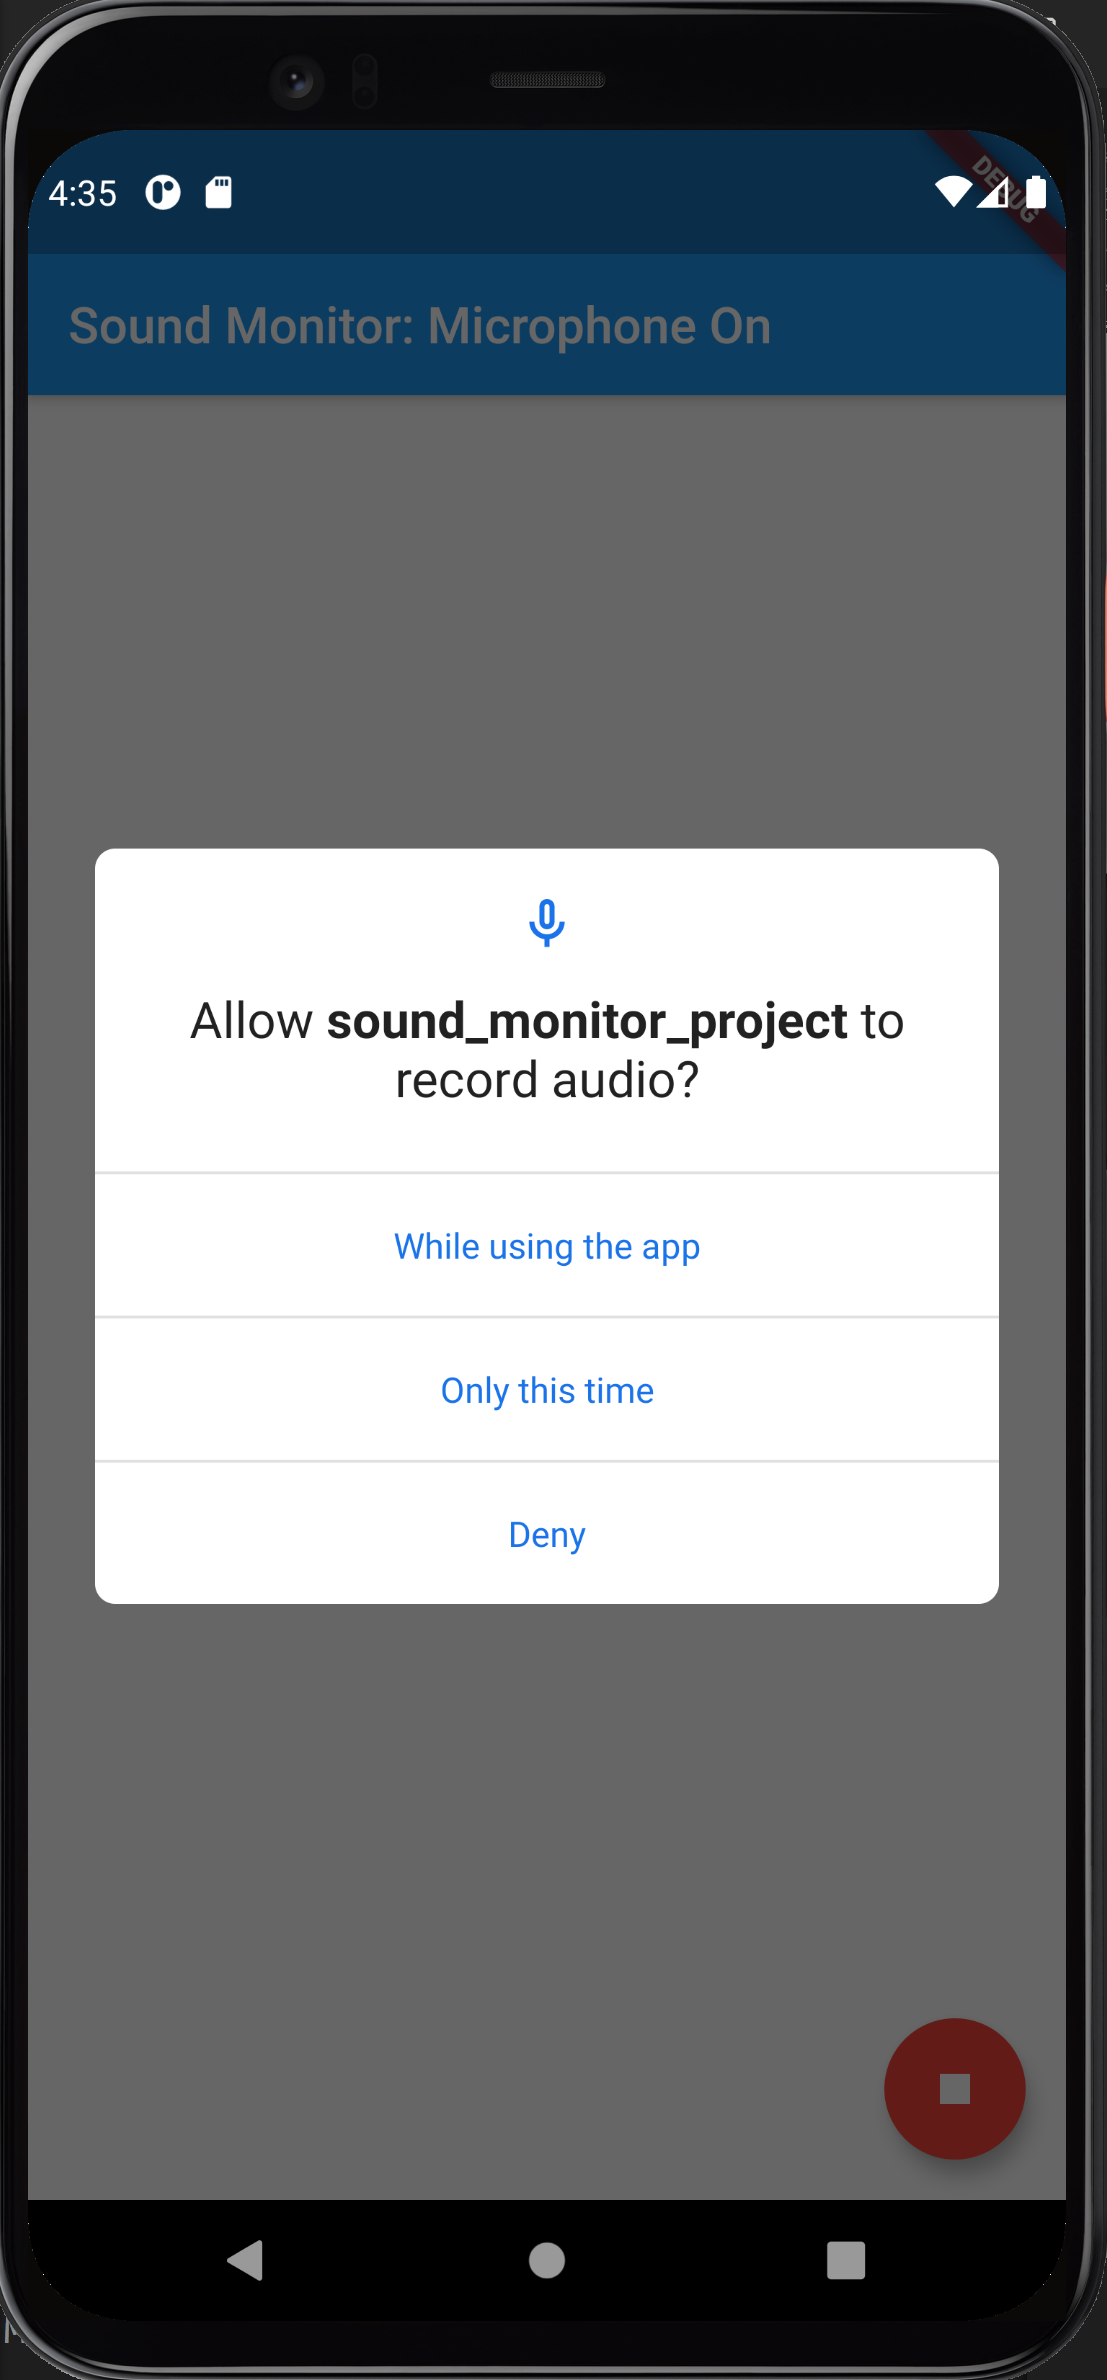 4:35
DEBUG
Sound Monitor: Microphone On
Allow sound_monitor_project to
record audio?
While using the app
Only this time
Deny